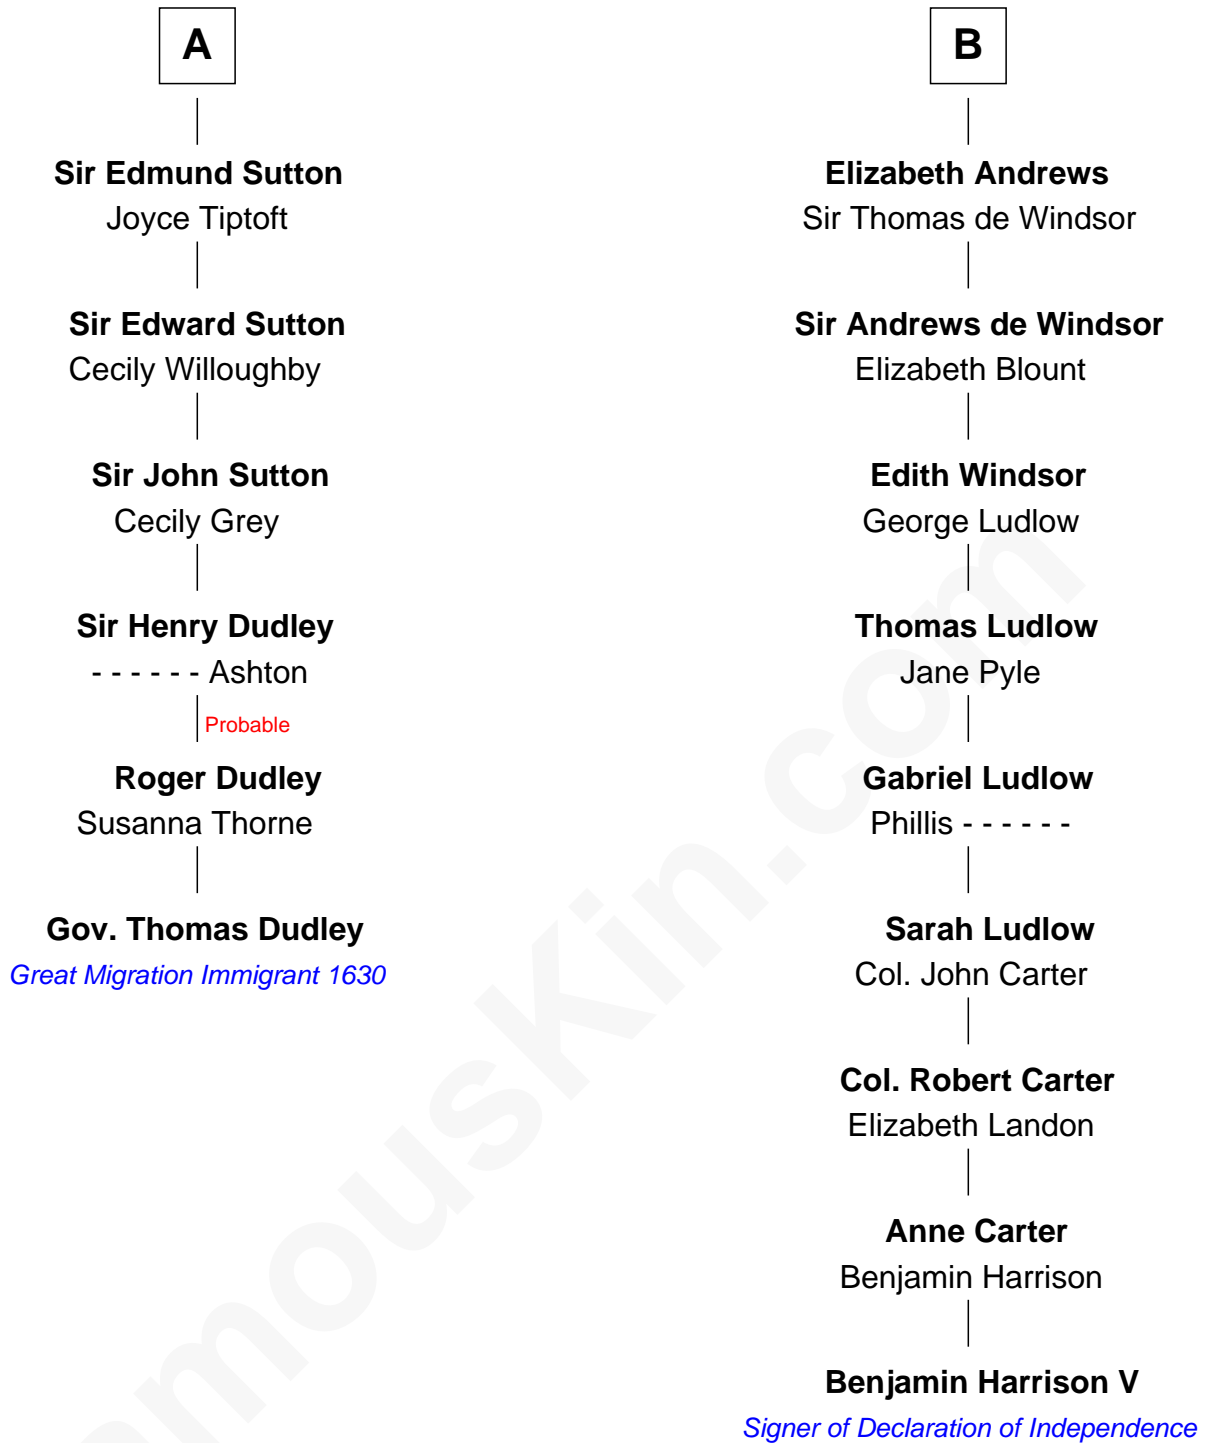 A
Sir Edmund Sutton
Joyce Tiptoft
Sir Edward Sutton
Cecily Willoughby
Sir John Sutton
Cecily Grey
Sir Henry Dudley
- - - - - - Ashton
Probable
Roger Dudley
Susanna Thorne
Gov. Thomas Dudley
Great Migration Immigrant 1630
B
Elizabeth Andrews
Sir Thomas de Windsor
Sir Andrews de Windsor
Elizabeth Blount
Edith Windsor
George Ludlow
Thomas Ludlow
Jane Pyle
Gabriel Ludlow
Phillis - - - - - -
Sarah Ludlow
Col. John Carter
Col. Robert Carter
Elizabeth Landon
Anne Carter
Benjamin Harrison
Benjamin Harrison V
Signer of Declaration of Independence
amouskin.com